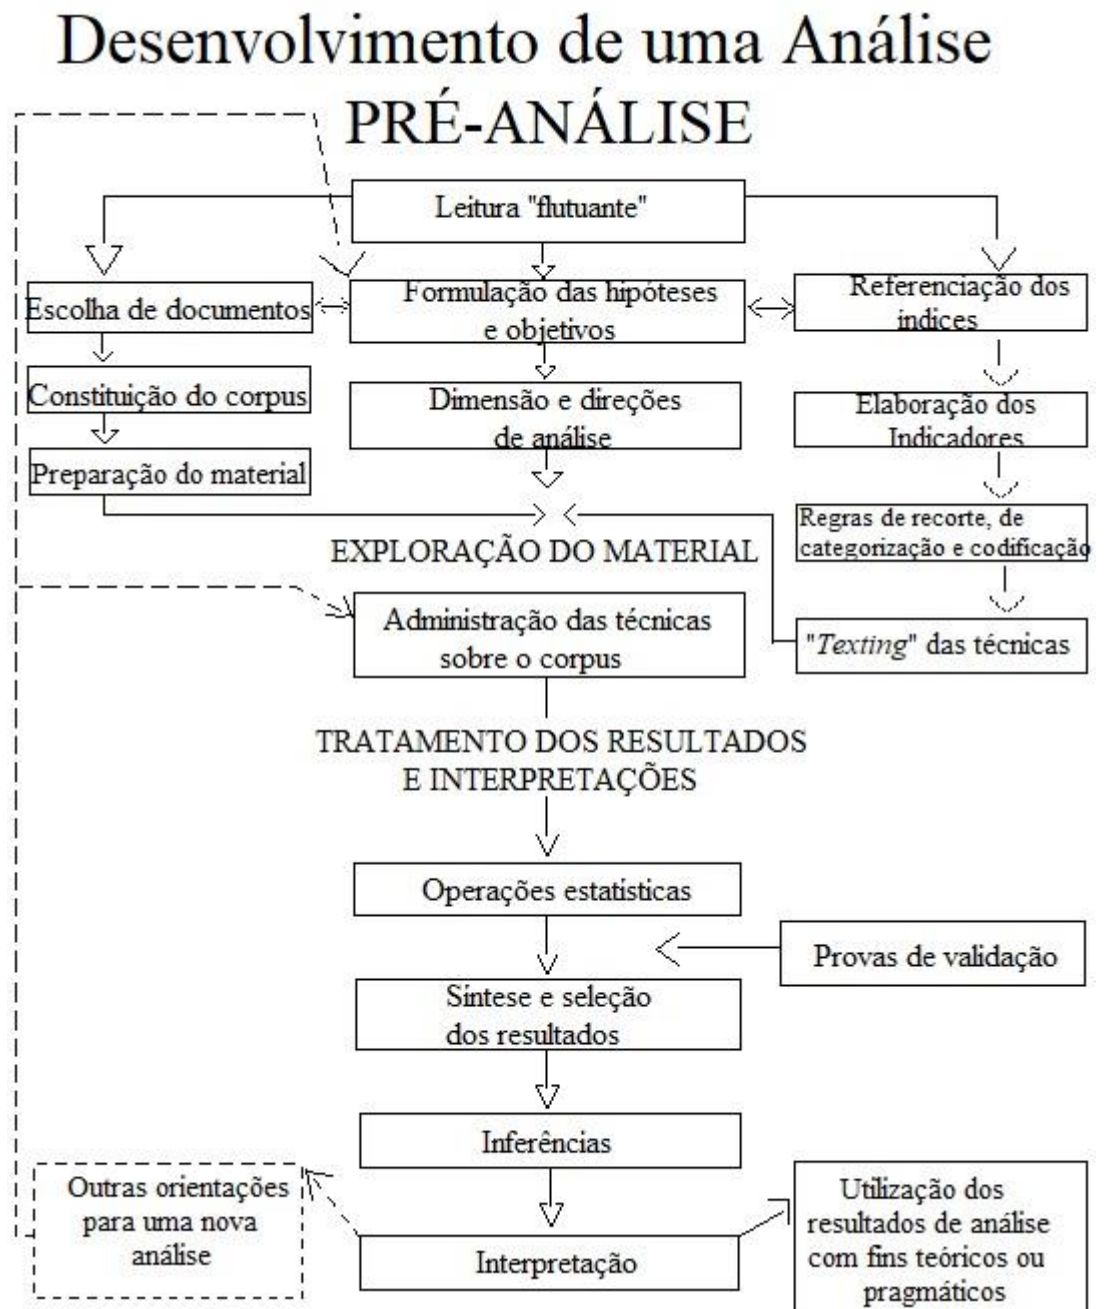 Desenvolvimento de uma Análise
PRÉ-ANÁLISE
Leitura "flutuante"
Escolha de documentos
Formulação das hipóteses
e objetivos
Referenciação dos
índices
Constituição do corpus
Dimensão e direções
de análise
Elaboração dos
Indicadores
Preparação do material
Regras de recorte, de
categorização e codificação
EXPLORAÇÃO DO MATERIAL
Administração das técnicas
sobre o corpus
"Texting" das técnicas
TRATAMENTO DOS RESULTADOS
E INTERPRETAÇÕES
Operações estatísticas
Provas de validação
Síntese e seleção
dos resultados
Inferências
Outras orientações
para uma nova
análise
Interpretação
Utilização dos
resultados de análise
com fins teóricos ou
pragmáticos